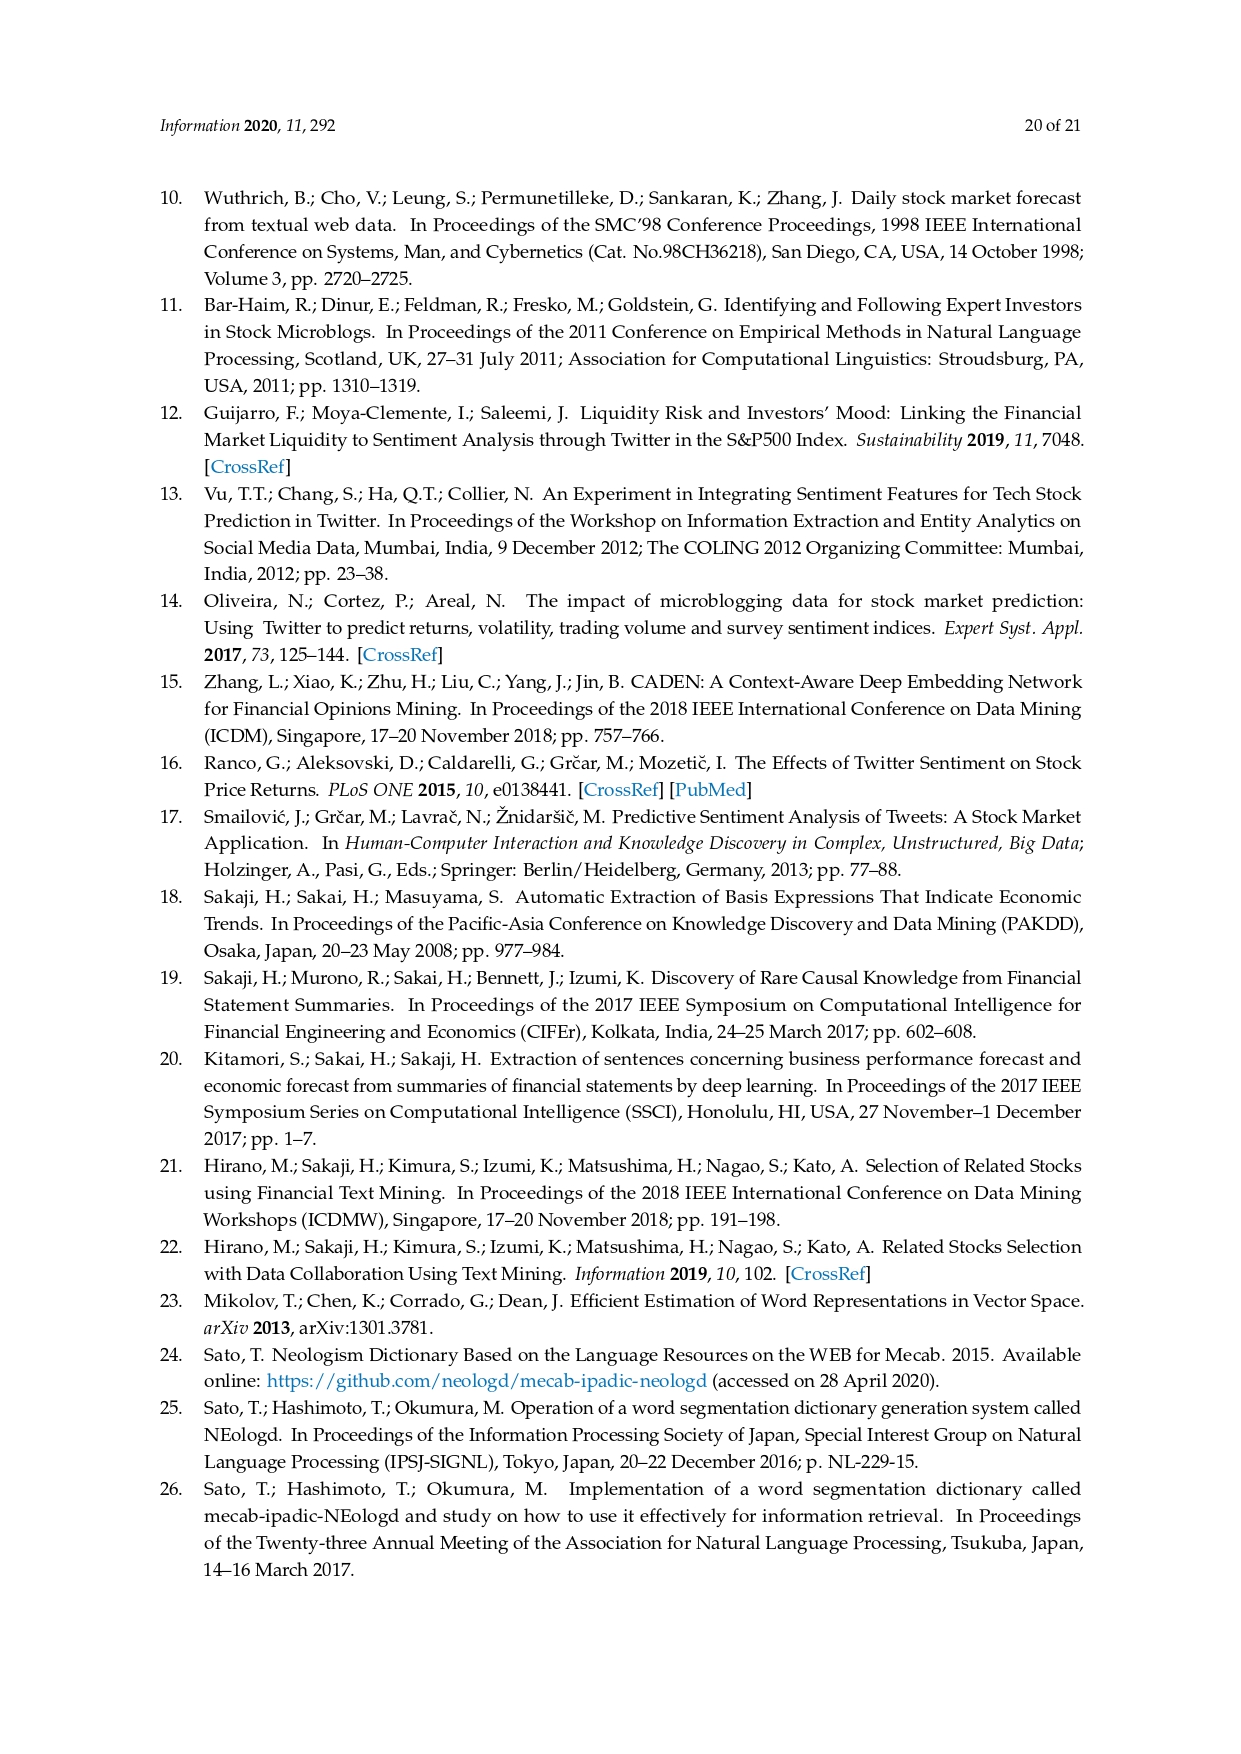 Information 2020, 11, 292
20 of 21
10. Wuthrich, B.; Cho, V.; Leung, S.; Permunetilleke, D.; Sankaran, K.; Zhang, J. Daily stock market forecast
from textual web data. In Proceedings of the SMC’98 Conference Proceedings, 1998 IEEE International
Conference on Systems, Man, and Cybernetics (Cat. No.98CH36218), San Diego, CA, USA, 14 October 1998;
Volume 3, pp. 2720–2725.
11. Bar-Haim, R.; Dinur, E.; Feldman, R.; Fresko, M.; Goldstein, G. Identifying and Following Expert Investors
in Stock Microblogs. In Proceedings of the 2011 Conference on Empirical Methods in Natural Language
Processing, Scotland, UK, 27–31 July 2011; Association for Computational Linguistics: Stroudsburg, PA,
USA, 2011; pp. 1310–1319.
12. Guijarro, F.; Moya-Clemente, I.; Saleemi, J. Liquidity Risk and Investors’ Mood: Linking the Financial
Market Liquidity to Sentiment Analysis through Twitter in the S&P500 Index. Sustainability 2019, 11, 7048.
[CrossRef]
13. Vu, T.T.; Chang, S.; Ha, Q.T.; Collier, N. An Experiment in Integrating Sentiment Features for Tech Stock
Prediction in Twitter. In Proceedings of the Workshop on Information Extraction and Entity Analytics on
Social Media Data, Mumbai, India, 9 December 2012; The COLING 2012 Organizing Committee: Mumbai,
India, 2012; pp. 23–38.
14. Oliveira, N.; Cortez, P.; Areal, N. The impact of microblogging data for stock market prediction:
Using Twitter to predict returns, volatility, trading volume and survey sentiment indices. Expert Syst. Appl.
2017, 73, 125–144. [CrossRef]
15. Zhang, L.; Xiao, K.; Zhu, H.; Liu, C.; Yang, J.; Jin, B. CADEN: A Context-Aware Deep Embedding Network
for Financial Opinions Mining. In Proceedings of the 2018 IEEE International Conference on Data Mining
(ICDM), Singapore, 17–20 November 2018; pp. 757–766.
16. Ranco, G.; Aleksovski, D.; Caldarelli, G.; Grčar, M.; Mozetič, I. The Effects of Twitter Sentiment on Stock
Price Returns. PLoS ONE 2015, 10, e0138441. [CrossRef] [PubMed]
17. Smailović, J.; Grčar, M.; Lavrač, N.; Žnidaršič, M. Predictive Sentiment Analysis of Tweets: A Stock Market
Application. In Human-Computer Interaction and Knowledge Discovery in Complex, Unstructured, Big Data;
Holzinger, A., Pasi, G., Eds.; Springer: Berlin/Heidelberg, Germany, 2013; pp. 77–88.
18. Sakaji, H.; Sakai, H.; Masuyama, S. Automatic Extraction of Basis Expressions That Indicate Economic
Trends. In Proceedings of the Pacific-Asia Conference on Knowledge Discovery and Data Mining (PAKDD),
Osaka, Japan, 20–23 May 2008; pp. 977–984.
19. Sakaji, H.; Murono, R.; Sakai, H.; Bennett, J.; Izumi, K. Discovery of Rare Causal Knowledge from Financial
Statement Summaries. In Proceedings of the 2017 IEEE Symposium on Computational Intelligence for
Financial Engineering and Economics (CIFEr), Kolkata, India, 24–25 March 2017; pp. 602–608.
20. Kitamori, S.; Sakai, H.; Sakaji, H. Extraction of sentences concerning business performance forecast and
economic forecast from summaries of financial statements by deep learning. In Proceedings of the 2017 IEEE
Symposium Series on Computational Intelligence (SSCI), Honolulu, HI, USA, 27 November–1 December
2017; pp. 1–7.
21. Hirano, M.; Sakaji, H.; Kimura, S.; Izumi, K.; Matsushima, H.; Nagao, S.; Kato, A. Selection of Related Stocks
using Financial Text Mining. In Proceedings of the 2018 IEEE International Conference on Data Mining
Workshops (ICDMW), Singapore, 17–20 November 2018; pp. 191–198.
22. Hirano, M.; Sakaji, H.; Kimura, S.; Izumi, K.; Matsushima, H.; Nagao, S.; Kato, A. Related Stocks Selection
with Data Collaboration Using Text Mining. Information 2019, 10, 102. [CrossRef]
23. Mikolov, T.; Chen, K.; Corrado, G.; Dean, J. Efficient Estimation of Word Representations in Vector Space.
arXiv 2013, arXiv:1301.3781.
24. Sato, T. Neologism Dictionary Based on the Language Resources on the WEB for Mecab. 2015. Available
online: https://github.com/neologd/mecab-ipadic-neologd (accessed on 28 April 2020).
25. Sato, T.; Hashimoto, T.; Okumura, M. Operation of a word segmentation dictionary generation system called
NEologd. In Proceedings of the Information Processing Society of Japan, Special Interest Group on Natural
Language Processing (IPSJ-SIGNL), Tokyo, Japan, 20–22 December 2016; p. NL-229-15.
26. Sato, T.; Hashimoto, T.; Okumura, M. Implementation of a word segmentation dictionary called
mecab-ipadic-NEologd and study on how to use it effectively for information retrieval. In Proceedings
of the Twenty-three Annual Meeting of the Association for Natural Language Processing, Tsukuba, Japan,
14–16 March 2017.